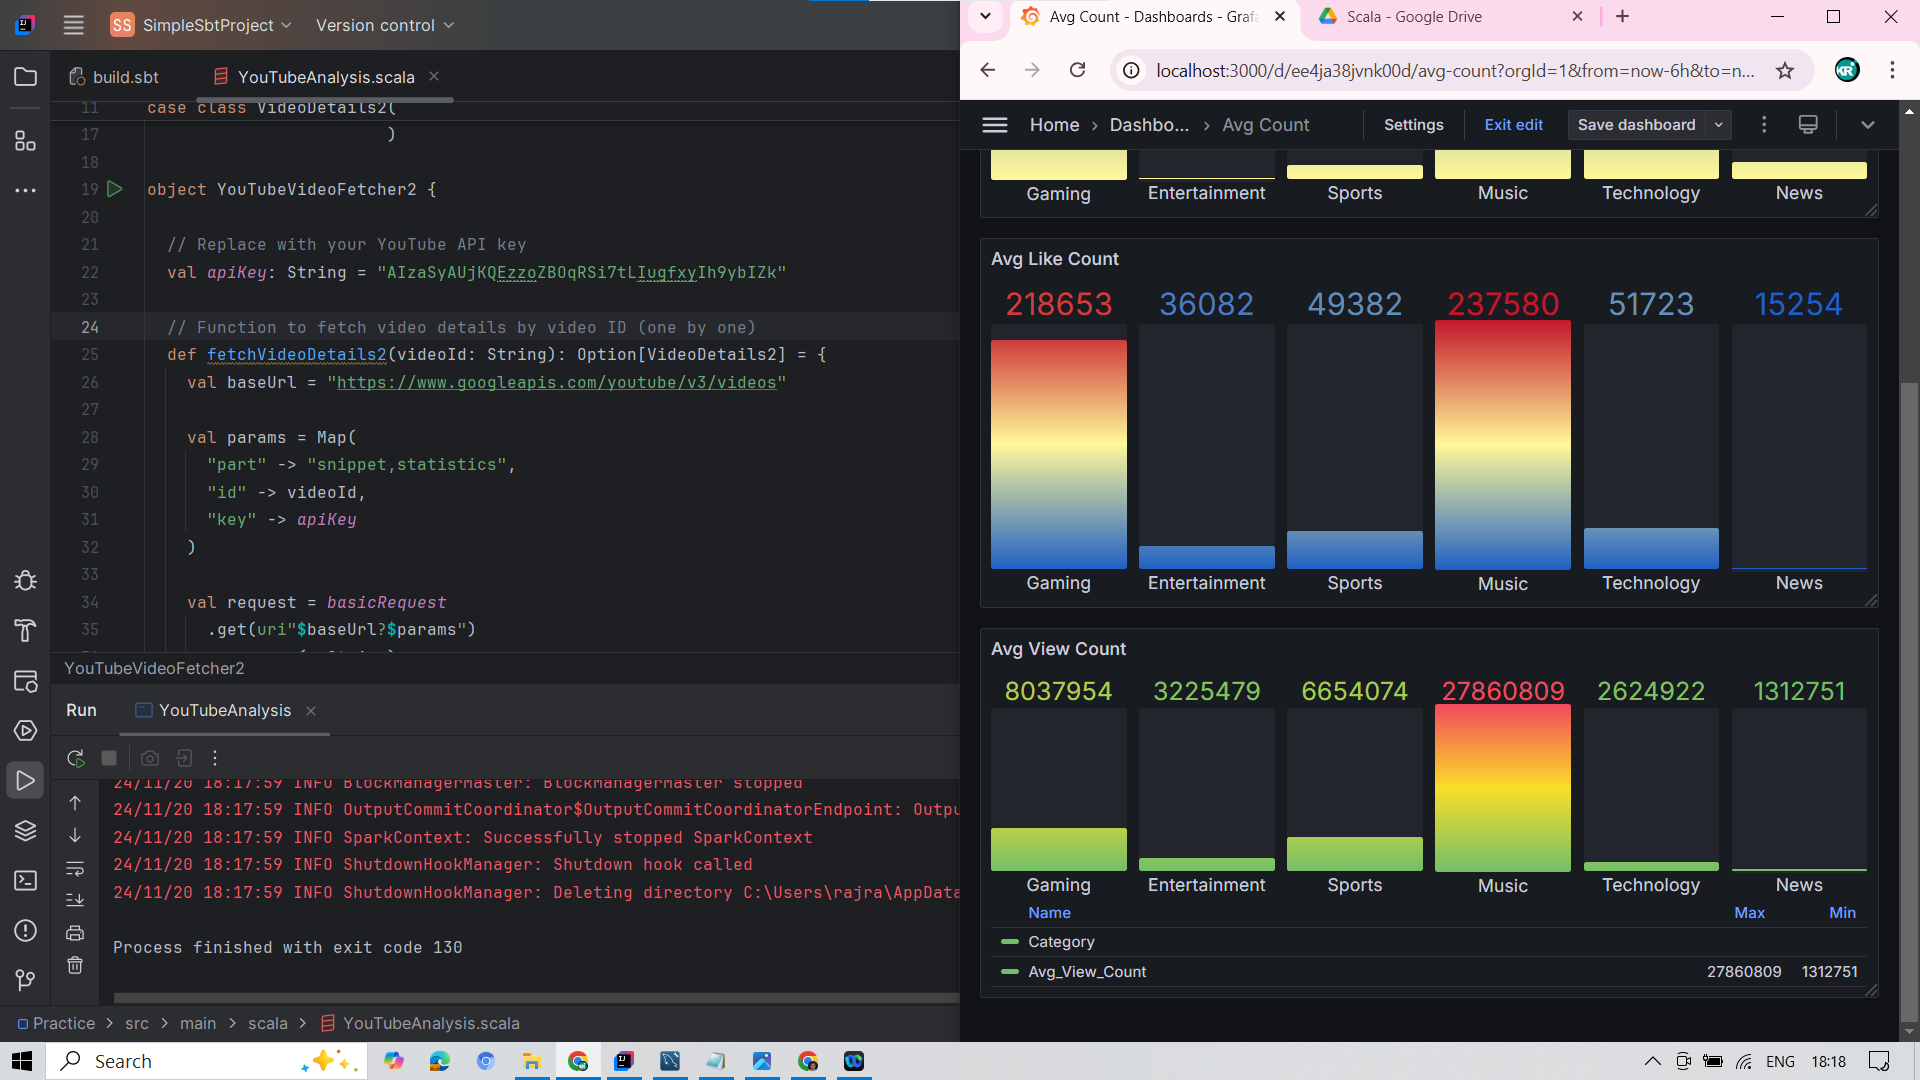 SS SimpleSbtProject Version control
build.sbt YouTubeAnalysis.scala
11 case class VideoDetails2(
17 )
18
19 object YouTubeVideoFetcher2 {
20
21 // Replace with your YouTube API key
22 val apiKey: String = "AIzaSyAUjKQEzzoZBOqRSi7tLIugfxyIh9ybIZk"
23
24 // Function to fetch video details by video ID (one by one)
25 def fetchVideoDetails2(videoId: String): Option[VideoDetails2] = {
26 val baseUrl = "https://www.googleapis.com/youtube/v3/videos"
27
28 val params = Map(
29 "part" -> "snippet,statistics",
30 "id" -> videoId,
31 "key" -> apiKey
32 )
33
34 val request = basicRequest
35 .get(uri"$baseUrl?$params")
YouTubeVideoFetcher2
Run YouTubeAnalysis
24/11/20 18:17:59 INFO BlockManagerMaster: BlockManagerMaster stopped
24/11/20 18:17:59 INFO OutputCommitCoordinator$OutputCommitCoordinatorEndpoint: Outpu
24/11/20 18:17:59 INFO SparkContext: Successfully stopped SparkContext
24/11/20 18:17:59 INFO ShutdownHookManager: Shutdown hook called
24/11/20 18:17:59 INFO ShutdownHookManager: Deleting directory C:\Users\rajra\AppData
Process finished with exit code 130
Practice > src > main > scala > YouTubeAnalysis.scala
Avg Count - Dashboards - Grafa Scala - Google Drive
localhost:3000/d/ee4ja38jvnk00d/avg-count?orgId=1&from=now-6h&to=n... KR
Home > Dashbo... > Avg Count Settings Exit edit Save dashboard
Gaming Entertainment Sports Music Technology News
Avg Like Count
218653 36082 49382 237580 51723 15254
Gaming Entertainment Sports Music Technology News
Avg View Count
8037954 3225479 6654074 27860809 2624922 1312751
Gaming Entertainment Sports Music Technology News
Name Max Min
Category
Avg_View_Count 27860809 1312751
Search ENG 18:18